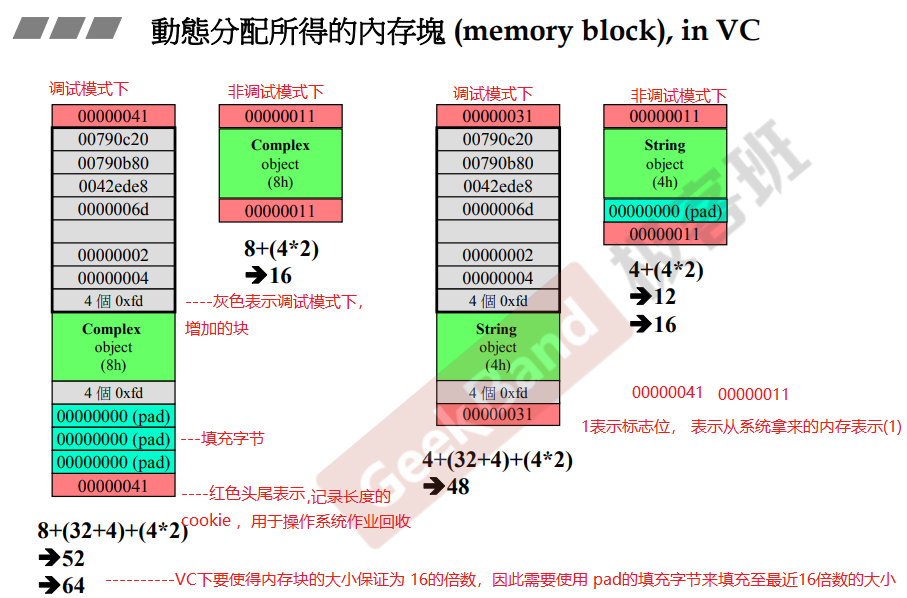 動態分配所得的內存塊 (memory block), in VC
调试模式下
00000041
00790c20
00790b80
0042ede8
0000006d
00000002
00000004
4 個 0xfd
Complex
object
(8h)
4 個 0xfd
00000000 (pad)
00000000 (pad)
00000000 (pad)
00000041
8+(32+4)+(4*2)
➔52
➔64
非调试模式下
00000011
Complex
object
(8h)
00000011
8+(4*2)
➔16
----灰色表示调试模式下,
增加的块
---填充字节
----红色头尾表示,记录长度的
cookie ，用于操作系统作业回收
----------VC下要使得内存块的大小保证为 16的倍数，因此需要使用 pad的填充字节来填充至最近16倍数的大小
调试模式下
00000031
00790c20
00790b80
0042ede8
0000006d
00000002
00000004
4 個 0xfd
String
object
(4h)
4 個 0xfd
00000031
4+(32+4)+(4*2)
➔48
非调试模式下
00000011
String
object
(4h)
00000000 (pad)
00000011
4+(4*2)
➔12
➔16
00000041 00000011
1表示标志位， 表示从系统拿来的内存表示(1)
GeekBand 极客班